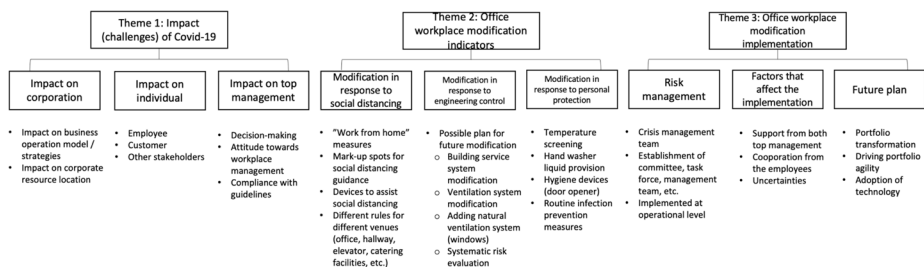 Theme 1: Impact
(challenges) of Covid-19
Impact on
corporation
• Impact on business
operation model /
strategies
• Impact on corporate
resource location
Impact on
individual
• Employee
• Customer
• Other stakeholders
Impact on top
management
• Decision-making
• Attitude towards
workplace
management
• Compliance with
guidelines
Theme 2: Office
workplace modification
indicators
Modification in
response to
social distancing
• “Work from home”
measures
• Mark-up spots for
social distancing
guidance
• Devices to assist
social distancing
• Different rules for
different venues
(office, hallway,
elevator, catering
facilities, etc.)
Modification in
response to
engineering control
• Possible plan for
future modification
o Building service
system
modification
o Ventilation system
modification
o Adding natural
ventilation system
(windows)
o Systematic risk
evaluation
Modification in
response to personal
protection
• Temperature
screening
• Hand washer
liquid provision
• Hygiene devices
(door opener)
• Routine infection
prevention
measures
Theme 3: Office workplace
modification
implementation
Risk
management
• Crisis management
team
• Establishment of
committee, task
force, management
team, etc.
• Implemented at
operational level
Factors that
affect the
implementation
• Support from both
top management
• Cooporation from
the employees
• Uncertainties
Future plan
• Portfolio
transformation
• Driving portfolio
agility
• Adoption of
technology